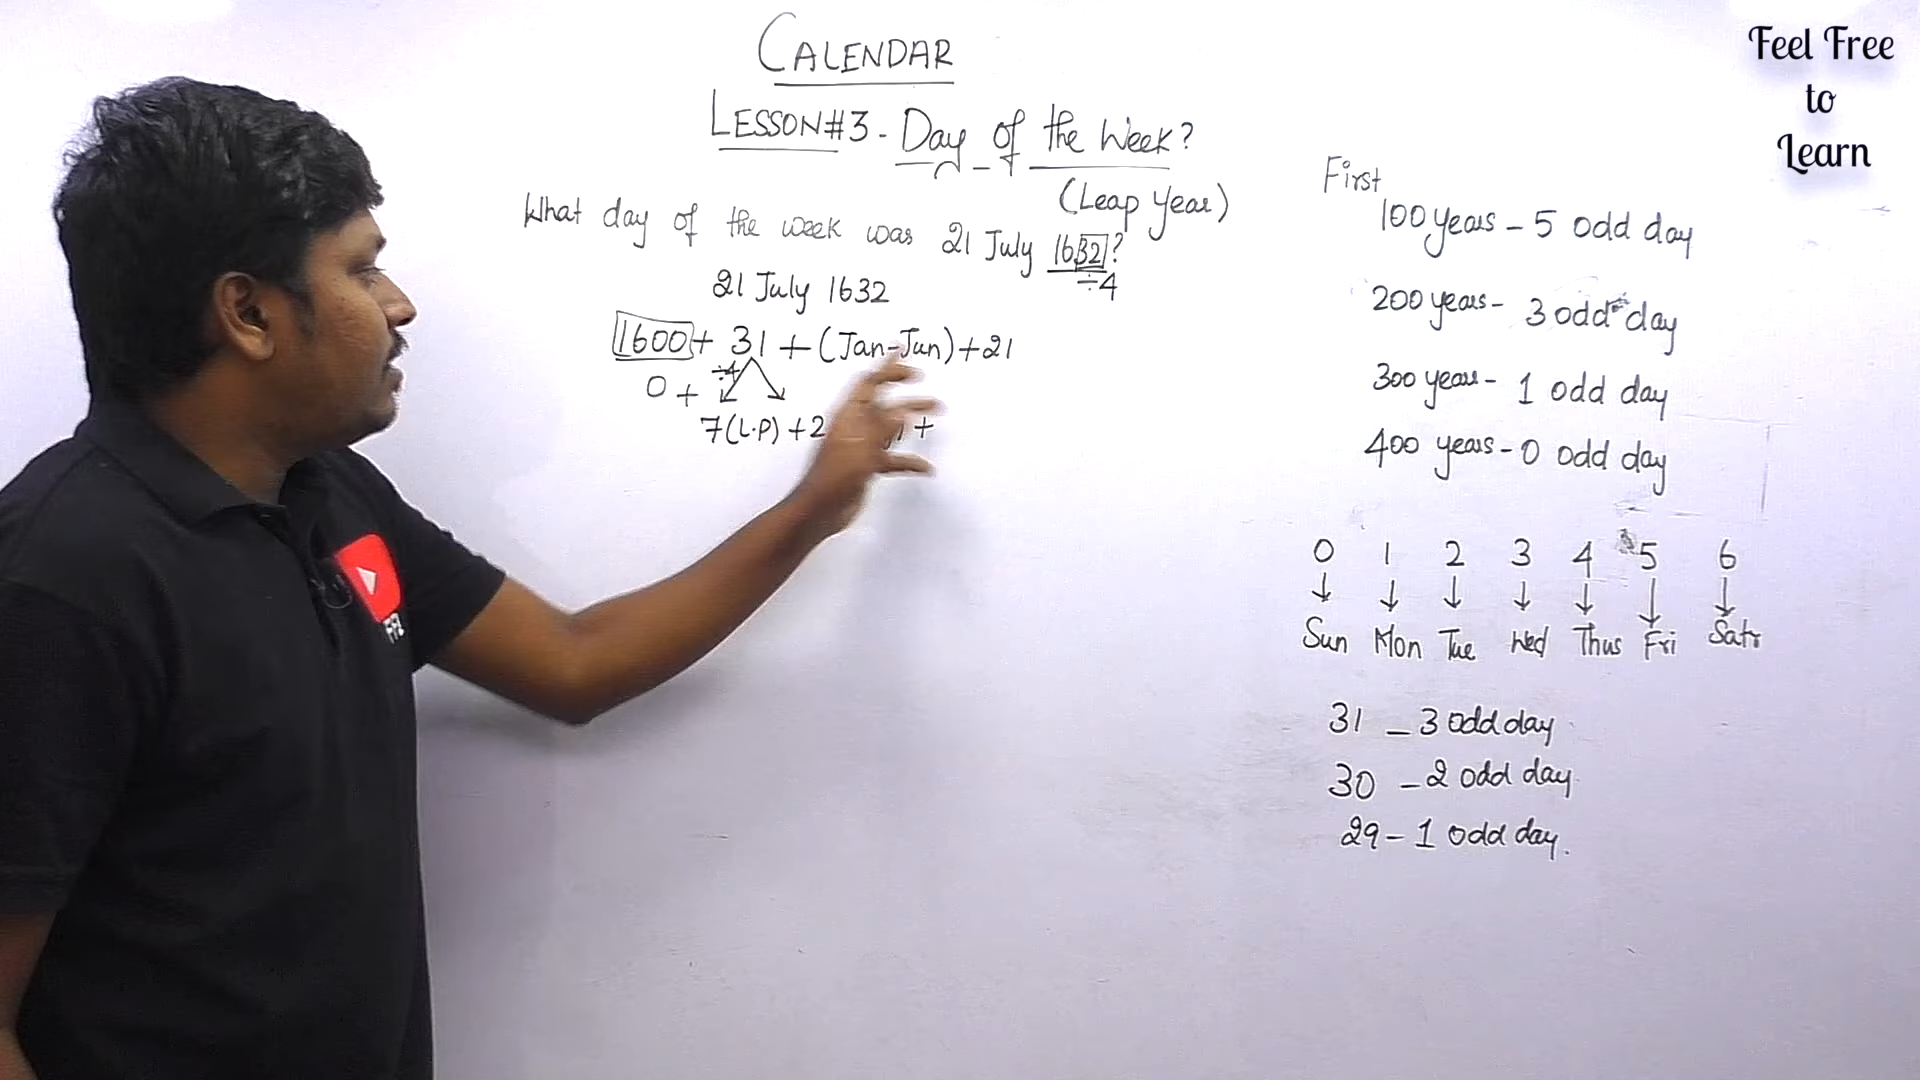 CALENDAR
LESSON#3 - Day of the Week?
(Leap Year)
What day of the week was 21 July 1632?
÷4
21 July 1632
1600 + 31 + (Jan-Jun) + 21
÷4
0 +
7(L.P) + 2 +
Feel Free
to
Learn
First
100 years - 5 odd day
200 years - 3 odd day
300 years - 1 odd day
400 years - 0 odd day
0 1 2 3 4 5 6
Sun Mon Tue Wed Thus Fri Satr
31 - 3 odd day
30 - 2 odd day
29 - 1 odd day.
FFL